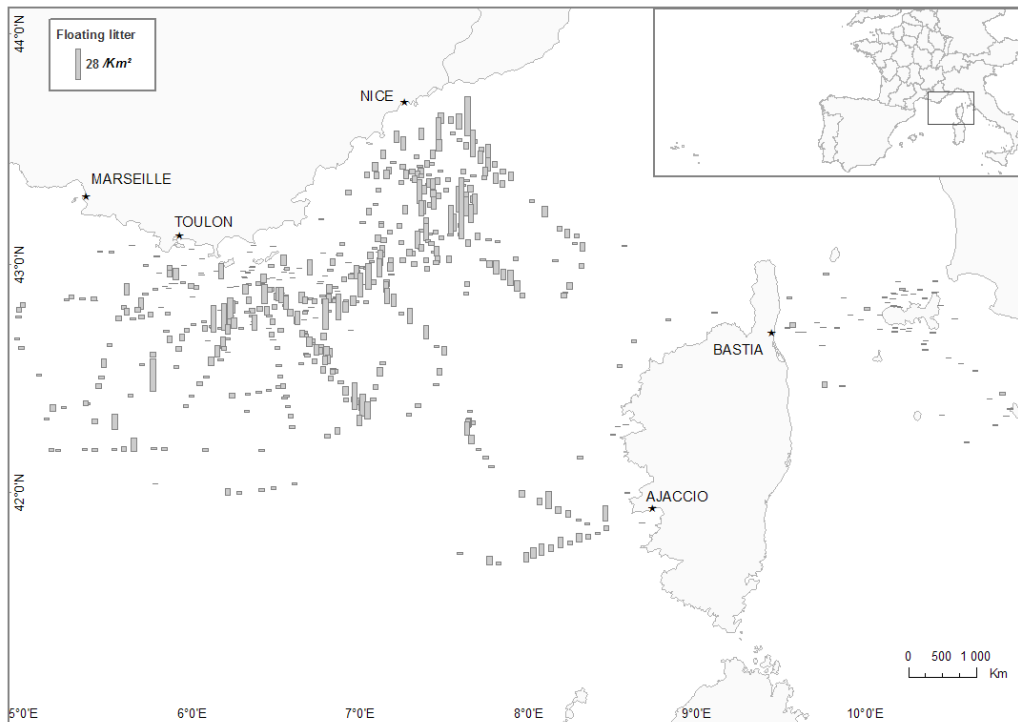 44°0'N
Floating litter
28 /Km²
NICE
MARSEILLE
TOULON
43°0'N
BASTIA
42°0'N
AJACCIO
0 500 1 000
Km
5°0'E 6°0'E 7°0'E 8°0'E 9°0'E 10°0'E